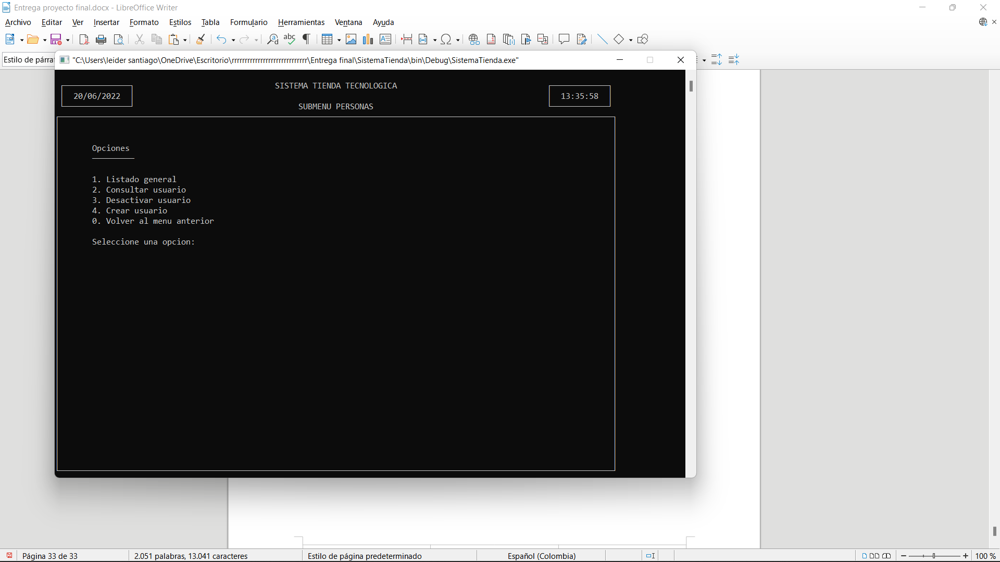 Entrega proyecto final.docx - LibreOffice Writer
Archivo Editar Ver Insertar Formato Estilos Tabla Formulario Herramientas Ventana Ayuda
Estilo de párraf
"C:\Users\leider santiago\OneDrive\Escritorio\rrrrrrrrrrrrrrrrrrrrrrrrrrrrr\Entrega final\SistemaTienda\bin\Debug\SistemaTienda.exe"
SISTEMA TIENDA TECNOLOGICA
20/06/2022
13:35:58
SUBMENU PERSONAS
Opciones
1. Listado general
2. Consultar usuario
3. Desactivar usuario
4. Crear usuario
0. Volver al menu anterior
Seleccione una opcion:
Página 33 de 33
2.051 palabras, 13.041 caracteres
Estilo de página predeterminado
Español (Colombia)
100 %